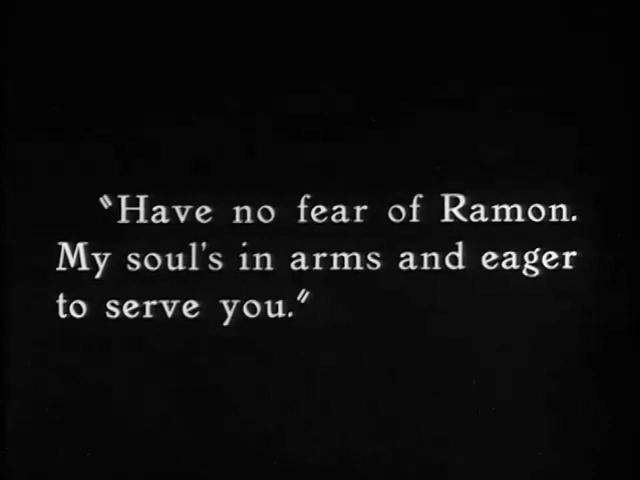 "Have no fear of Ramon.
My soul's in arms and eager
to serve you."